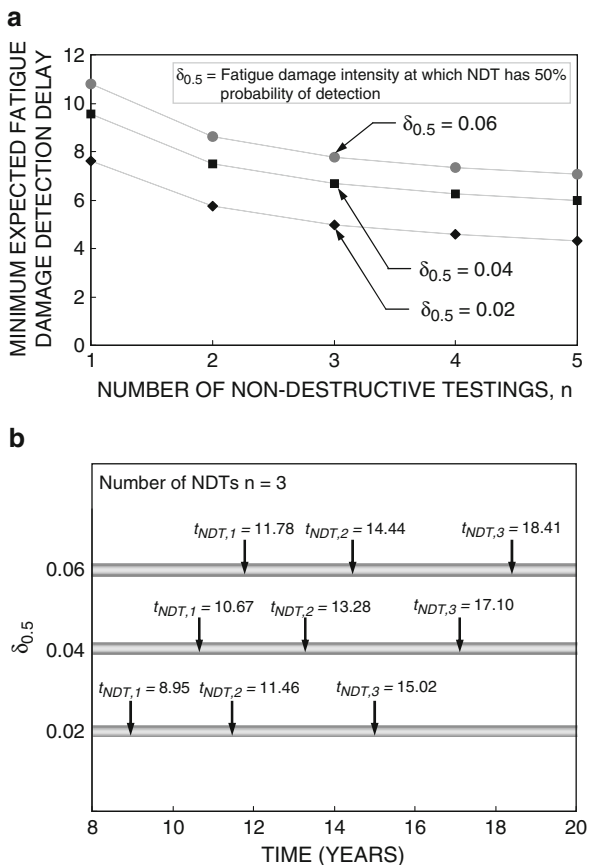 a
MINIMUM EXPECTED FATIGUE
DAMAGE DETECTION DELAY
12
10
8
6
4
2
0
δ0.5 = Fatigue damage intensity at which NDT has 50%
probability of detection
δ0.5 = 0.06
δ0.5 = 0.04
δ0.5 = 0.02
1 2 3 4 5
NUMBER OF NON-DESTRUCTIVE TESTINGS, n
b
Number of NDTs n = 3
δ0.5
0.06
tNDT,1 = 11.78 tNDT,2 = 14.44 tNDT,3 = 18.41
0.04
tNDT,1 = 10.67 tNDT,2 = 13.28 tNDT,3 = 17.10
0.02
tNDT,1 = 8.95 tNDT,2 = 11.46 tNDT,3 = 15.02
8 10 12 14 16 18 20
TIME (YEARS)